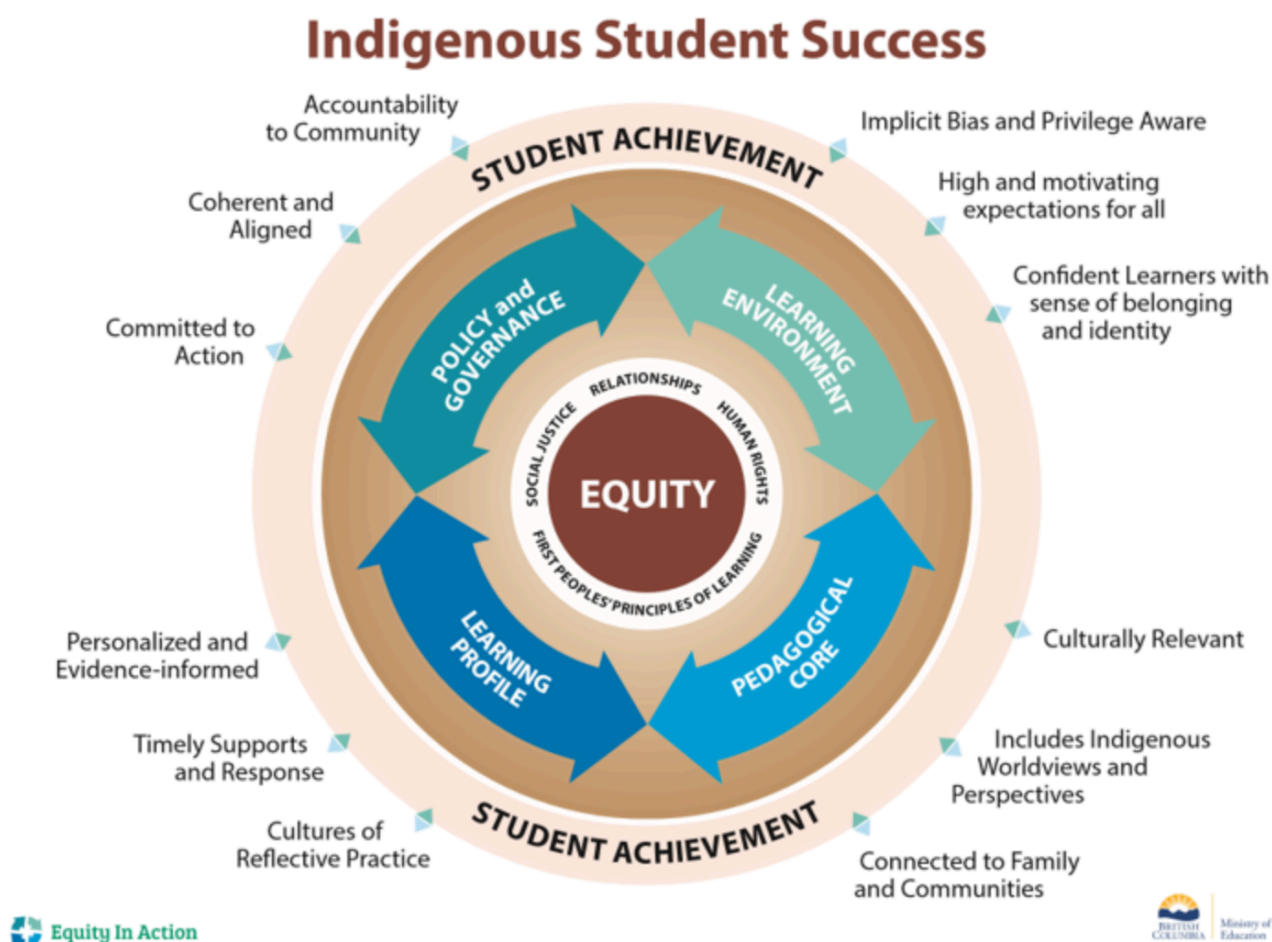 Indigenous Student Success
Accountability
to Community
Coherent and
Aligned
Committed to
Action
Implicit Bias and Privilege Aware
High and motivating
expectations for all
Confident Learners with
sense of belonging
and identity
STUDENT ACHIEVEMENT
POLICY and
GOVERNANCE
LEARNING
ENVIRONMENT
SOCIAL JUSTICE
RELATIONSHIPS
HUMAN RIGHTS
EQUITY
FIRST PEOPLES' PRINCIPLES OF LEARNING
LEARNING
PROFILE
PEDAGOGICAL
CORE
STUDENT ACHIEVEMENT
Personalized and
Evidence-informed
Timely Supports
and Response
Cultures of
Reflective Practice
Culturally Relevant
Includes Indigenous
Worldviews and
Perspectives
Connected to Family
and Communities
Equity In Action
BRITISH
COLUMBIA
Ministry of
Education